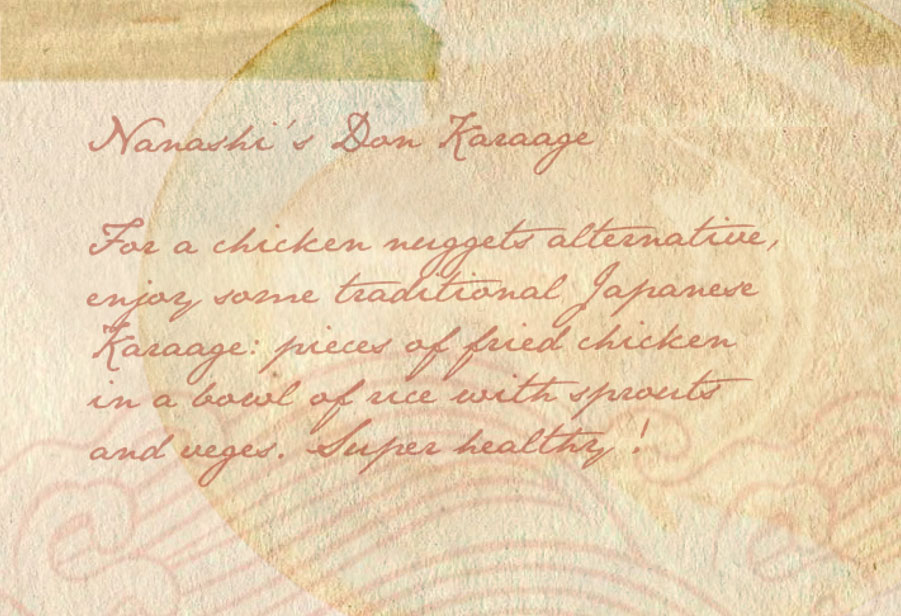 Nanashi's Don Karaage
For a chicken nuggets alternative,
enjoy some traditional Japanese
Karaage: pieces of fried chicken
in a bowl of rice with sprouts
and veges. Super healthy!